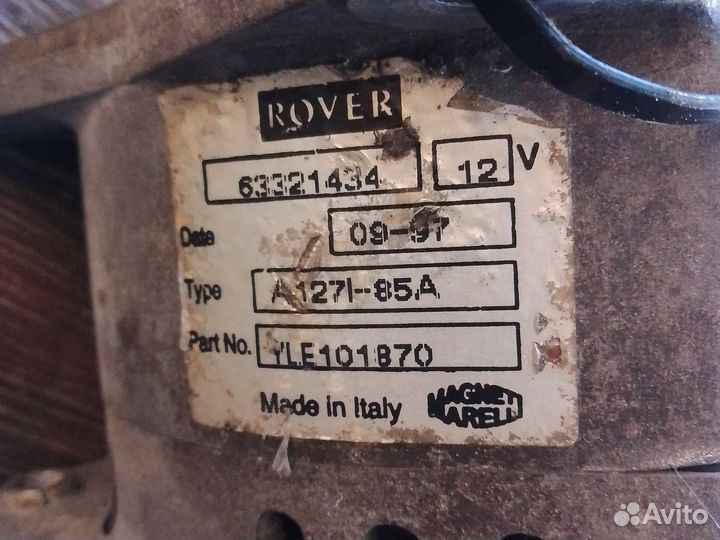 ROVER
63321434 12 V
Date 09-97
Type A127I-85A
Part No. YLE101870
Made in Italy MAGNETI MARELLI
Avito